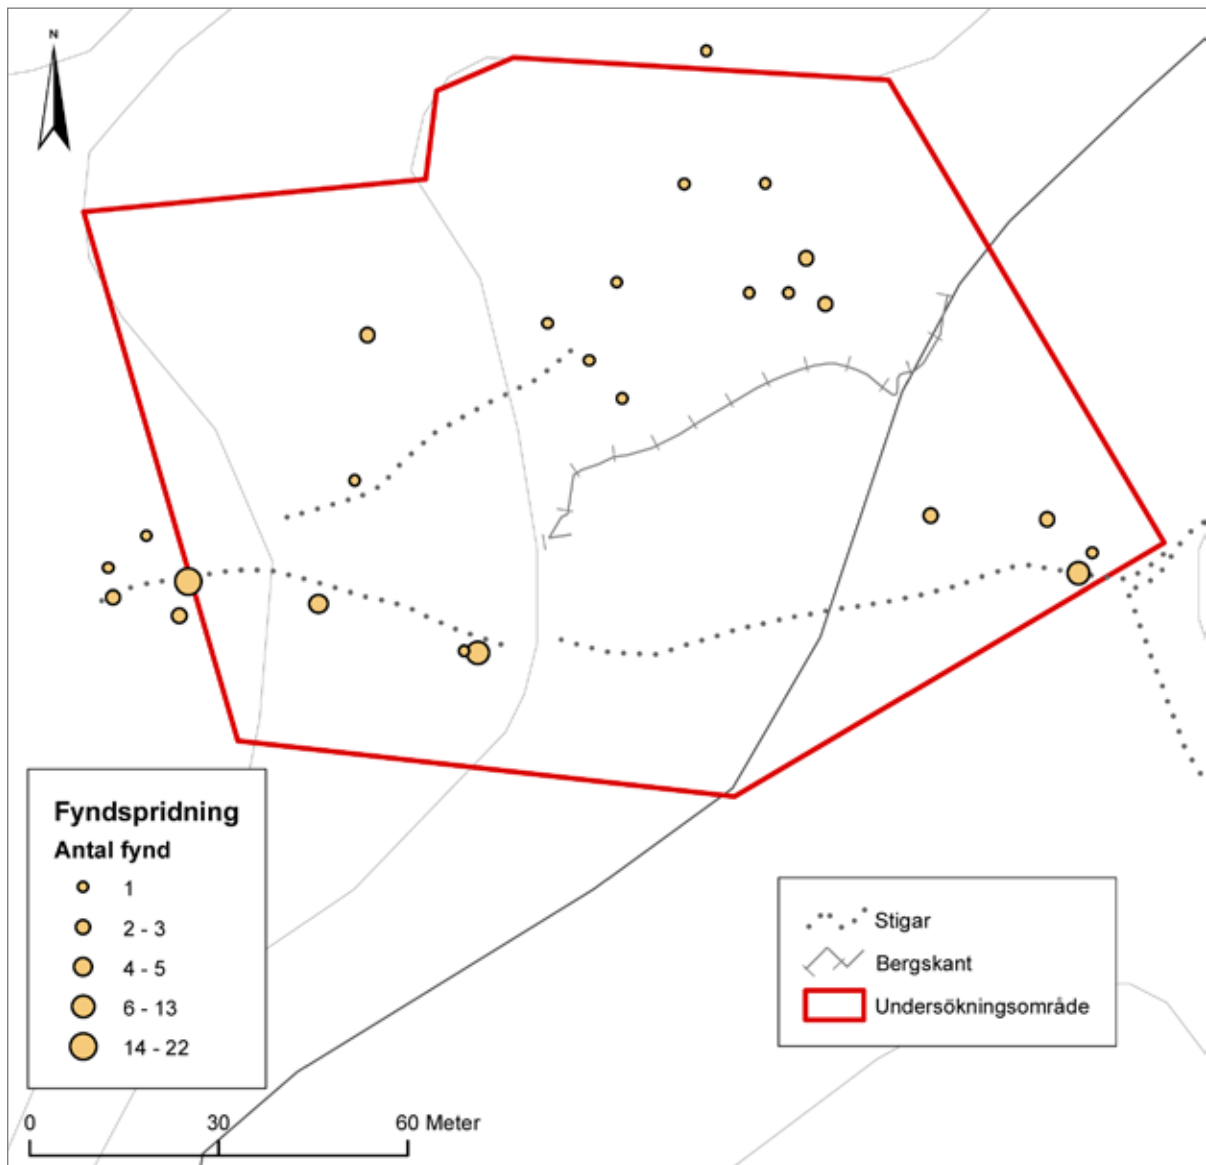 N
Fyndspridning
Antal fynd
1
2 - 3
4 - 5
6 - 13
14 - 22
Stigar
Bergskant
Undersökningsområde
0 30 60 Meter